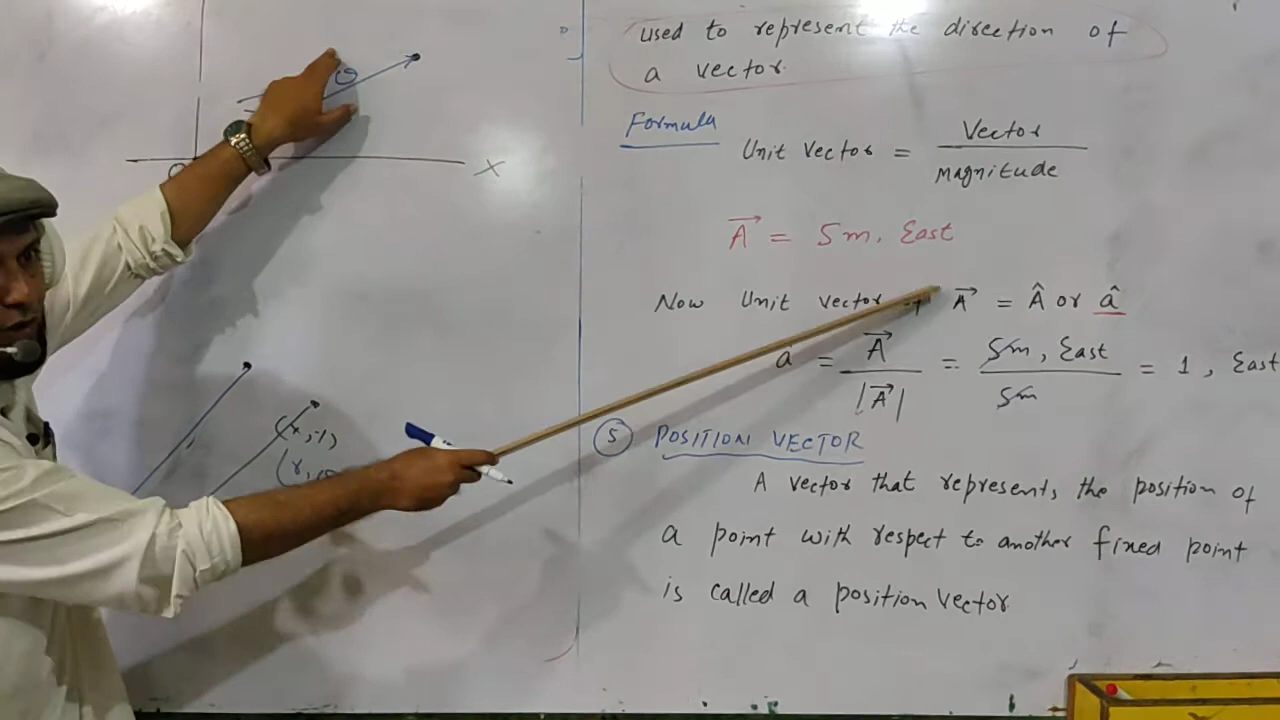 θ
X
(x, y)
used to represent the direction of
a vector.
Formula
Unit Vector = Vector / magnitude
A⃗ = 5m, East
Now Unit vector A⃗ = Â or â
â = A⃗ / |A⃗| = 5m, East / 5m = 1, East
(5) POSITION VECTOR
A vector that represents the position of
a point with respect to another fixed point
is called a position vector.